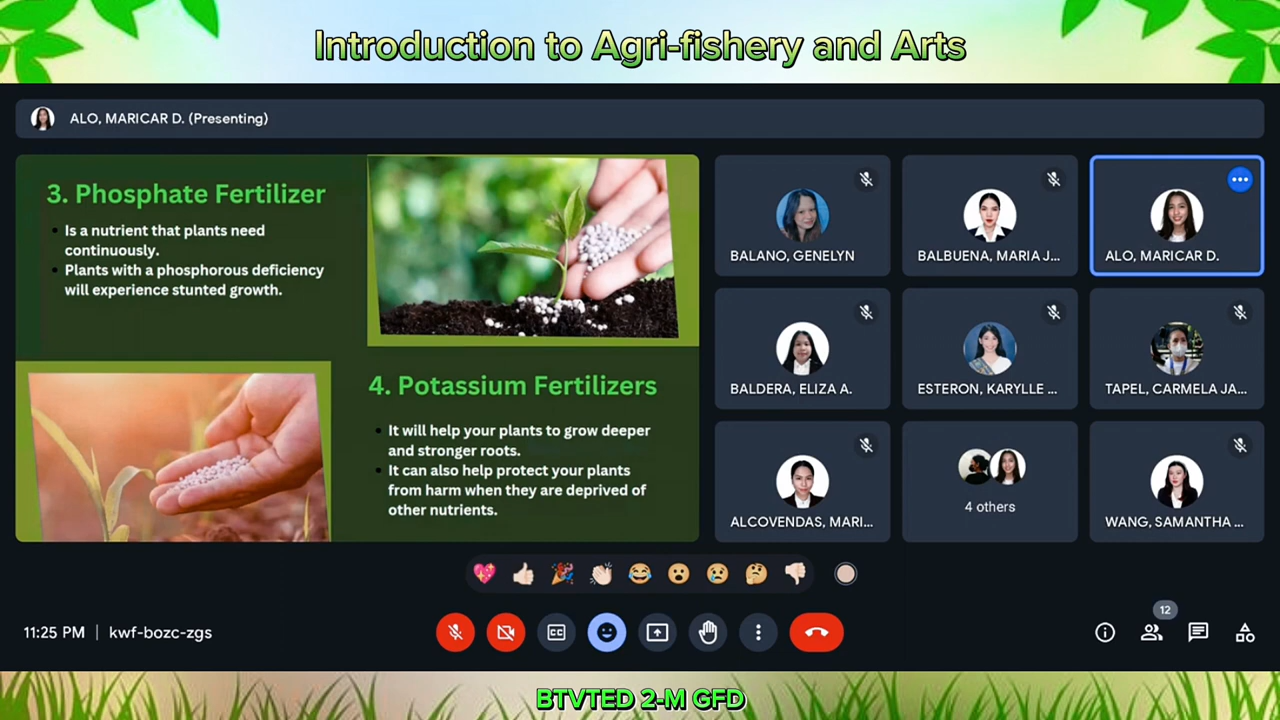 Introduction to Agri-fishery and Arts
ALO, MARICAR D. (Presenting)
3. Phosphate Fertilizer
Is a nutrient that plants need
continuously.
Plants with a phosphorous deficiency
will experience stunted growth.
4. Potassium Fertilizers
It will help your plants to grow deeper
and stronger roots.
It can also help protect your plants
from harm when they are deprived of
other nutrients.
BALANO, GENELYN
BALBUENA, MARIA J...
ALO, MARICAR D.
BALDERA, ELIZA A.
ESTERON, KARYLLE ...
TAPEL, CARMELA JA...
ALCOVENDAS, MARI...
4 others
WANG, SAMANTHA ...
11:25 PM | kwf-bozc-zgs
CC
12
BTVTED 2-M GFD